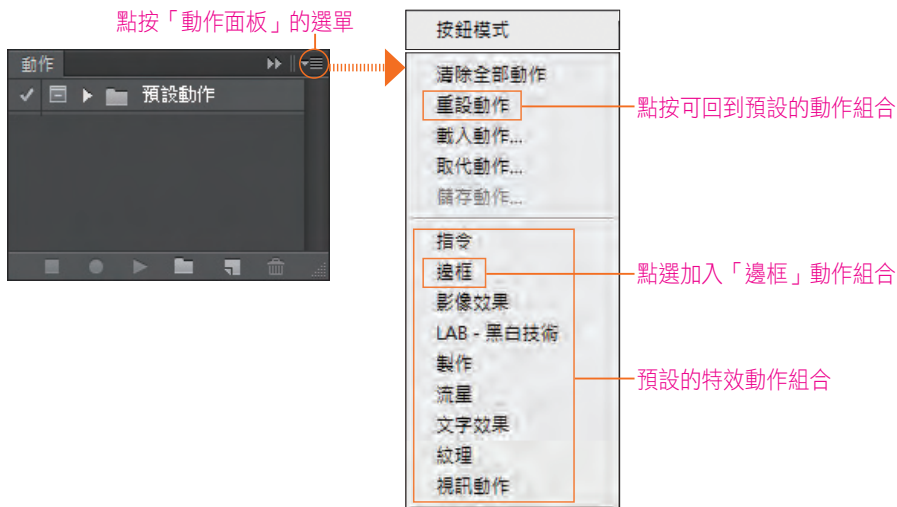 點按「動作面板」的選單
動作
預設動作
按鈕模式
清除全部動作
重設動作
載入動作...
取代動作...
儲存動作...
指令
邊框
影像效果
LAB - 黑白技術
製作
流星
文字效果
紋理
視訊動作
點按可回到預設的動作組合
點選加入「邊框」動作組合
預設的特效動作組合